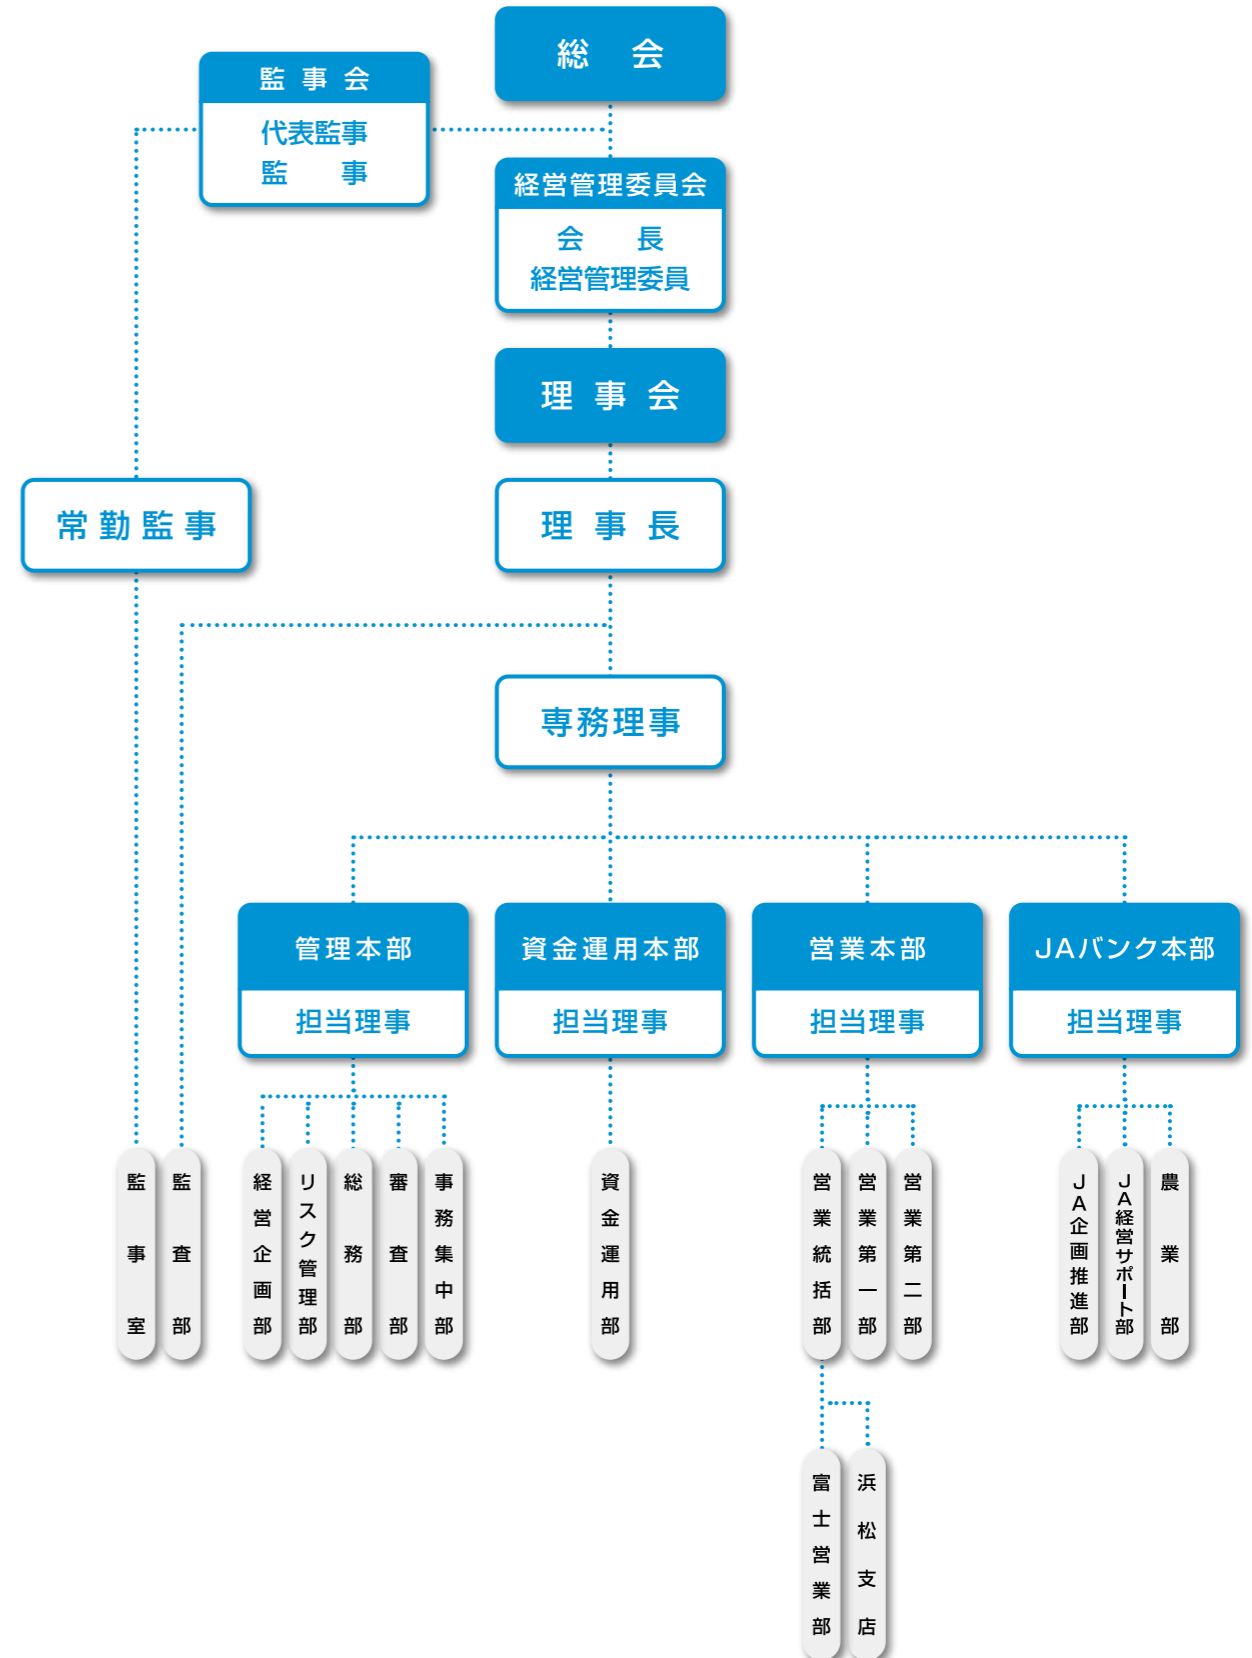 総　会
監 事 会
代表監事
監　　事
経営管理委員会
会　　長
経営管理委員
理 事 会
常勤監事
理 事 長
専務理事
管理本部
担当理事
資金運用本部
担当理事
営業本部
担当理事
JAバンク本部
担当理事
監事室
監査部
経営企画部
リスク管理部
総務部
審査部
事務集中部
資金運用部
営業統括部
営業第一部
営業第二部
JA企画推進部
JA経営サポート部
農業部
富士営業部
浜松支店